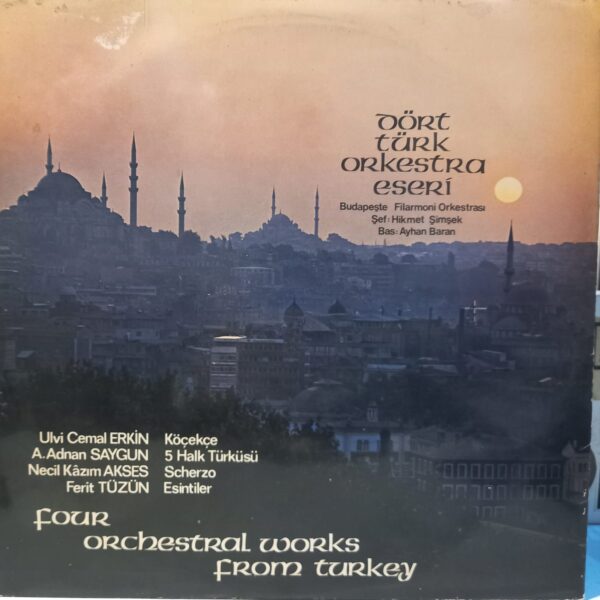 dört
türk
orkestra
eseri
Budapeşte Filarmoni Orkestrası
Şef: Hikmet Şimşek
Bas: Ayhan Baran
Ulvi Cemal ERKİN Köçekçe
A. Adnan SAYGUN 5 Halk Türküsü
Necil Kâzım AKSES Scherzo
Ferit TÜZÜN Esintiler
four
orchestral works
from turkey